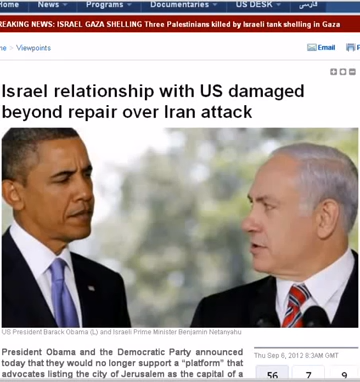 Home News Programs Documentaries US DESK فارسی
REAKING NEWS: ISRAEL GAZA SHELLING Three Palestinians killed by Israeli tank shelling in Gaza
me > Viewpoints Email
Israel relationship with US damaged
beyond repair over Iran attack
US President Barack Obama (L) and Israeli Prime Minister Benjamin Netanyahu
President Obama and the Democratic Party announced
today that they would no longer support a "platform" that
advocates listing the city of Jerusalem as the capital of a
Thu Sep 6, 2012 8:3AM GMT
56 7 9